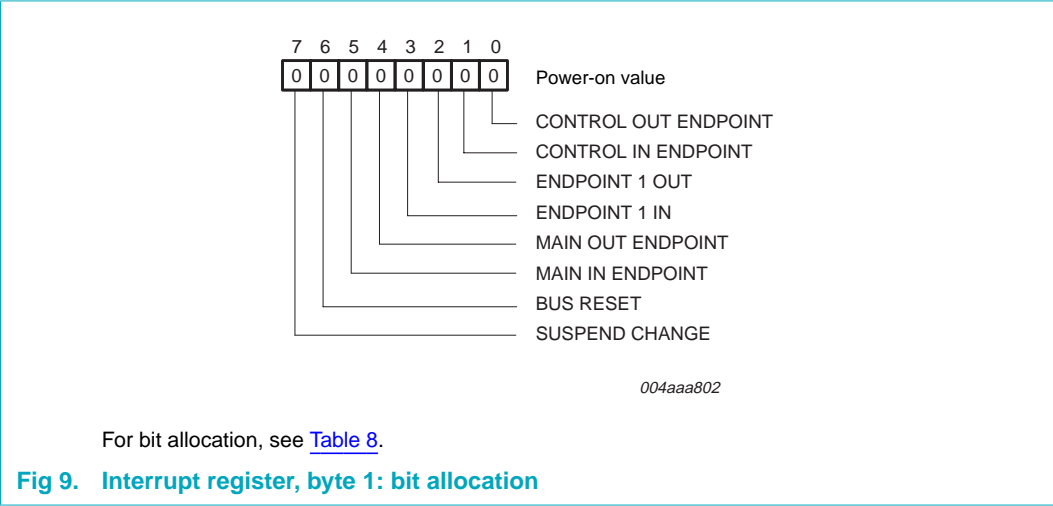 7 6 5 4 3 2 1 0
0 0 0 0 0 0 0 0 Power-on value
CONTROL OUT ENDPOINT
CONTROL IN ENDPOINT
ENDPOINT 1 OUT
ENDPOINT 1 IN
MAIN OUT ENDPOINT
MAIN IN ENDPOINT
BUS RESET
SUSPEND CHANGE
004aaa802
For bit allocation, see Table 8.
Fig 9. Interrupt register, byte 1: bit allocation